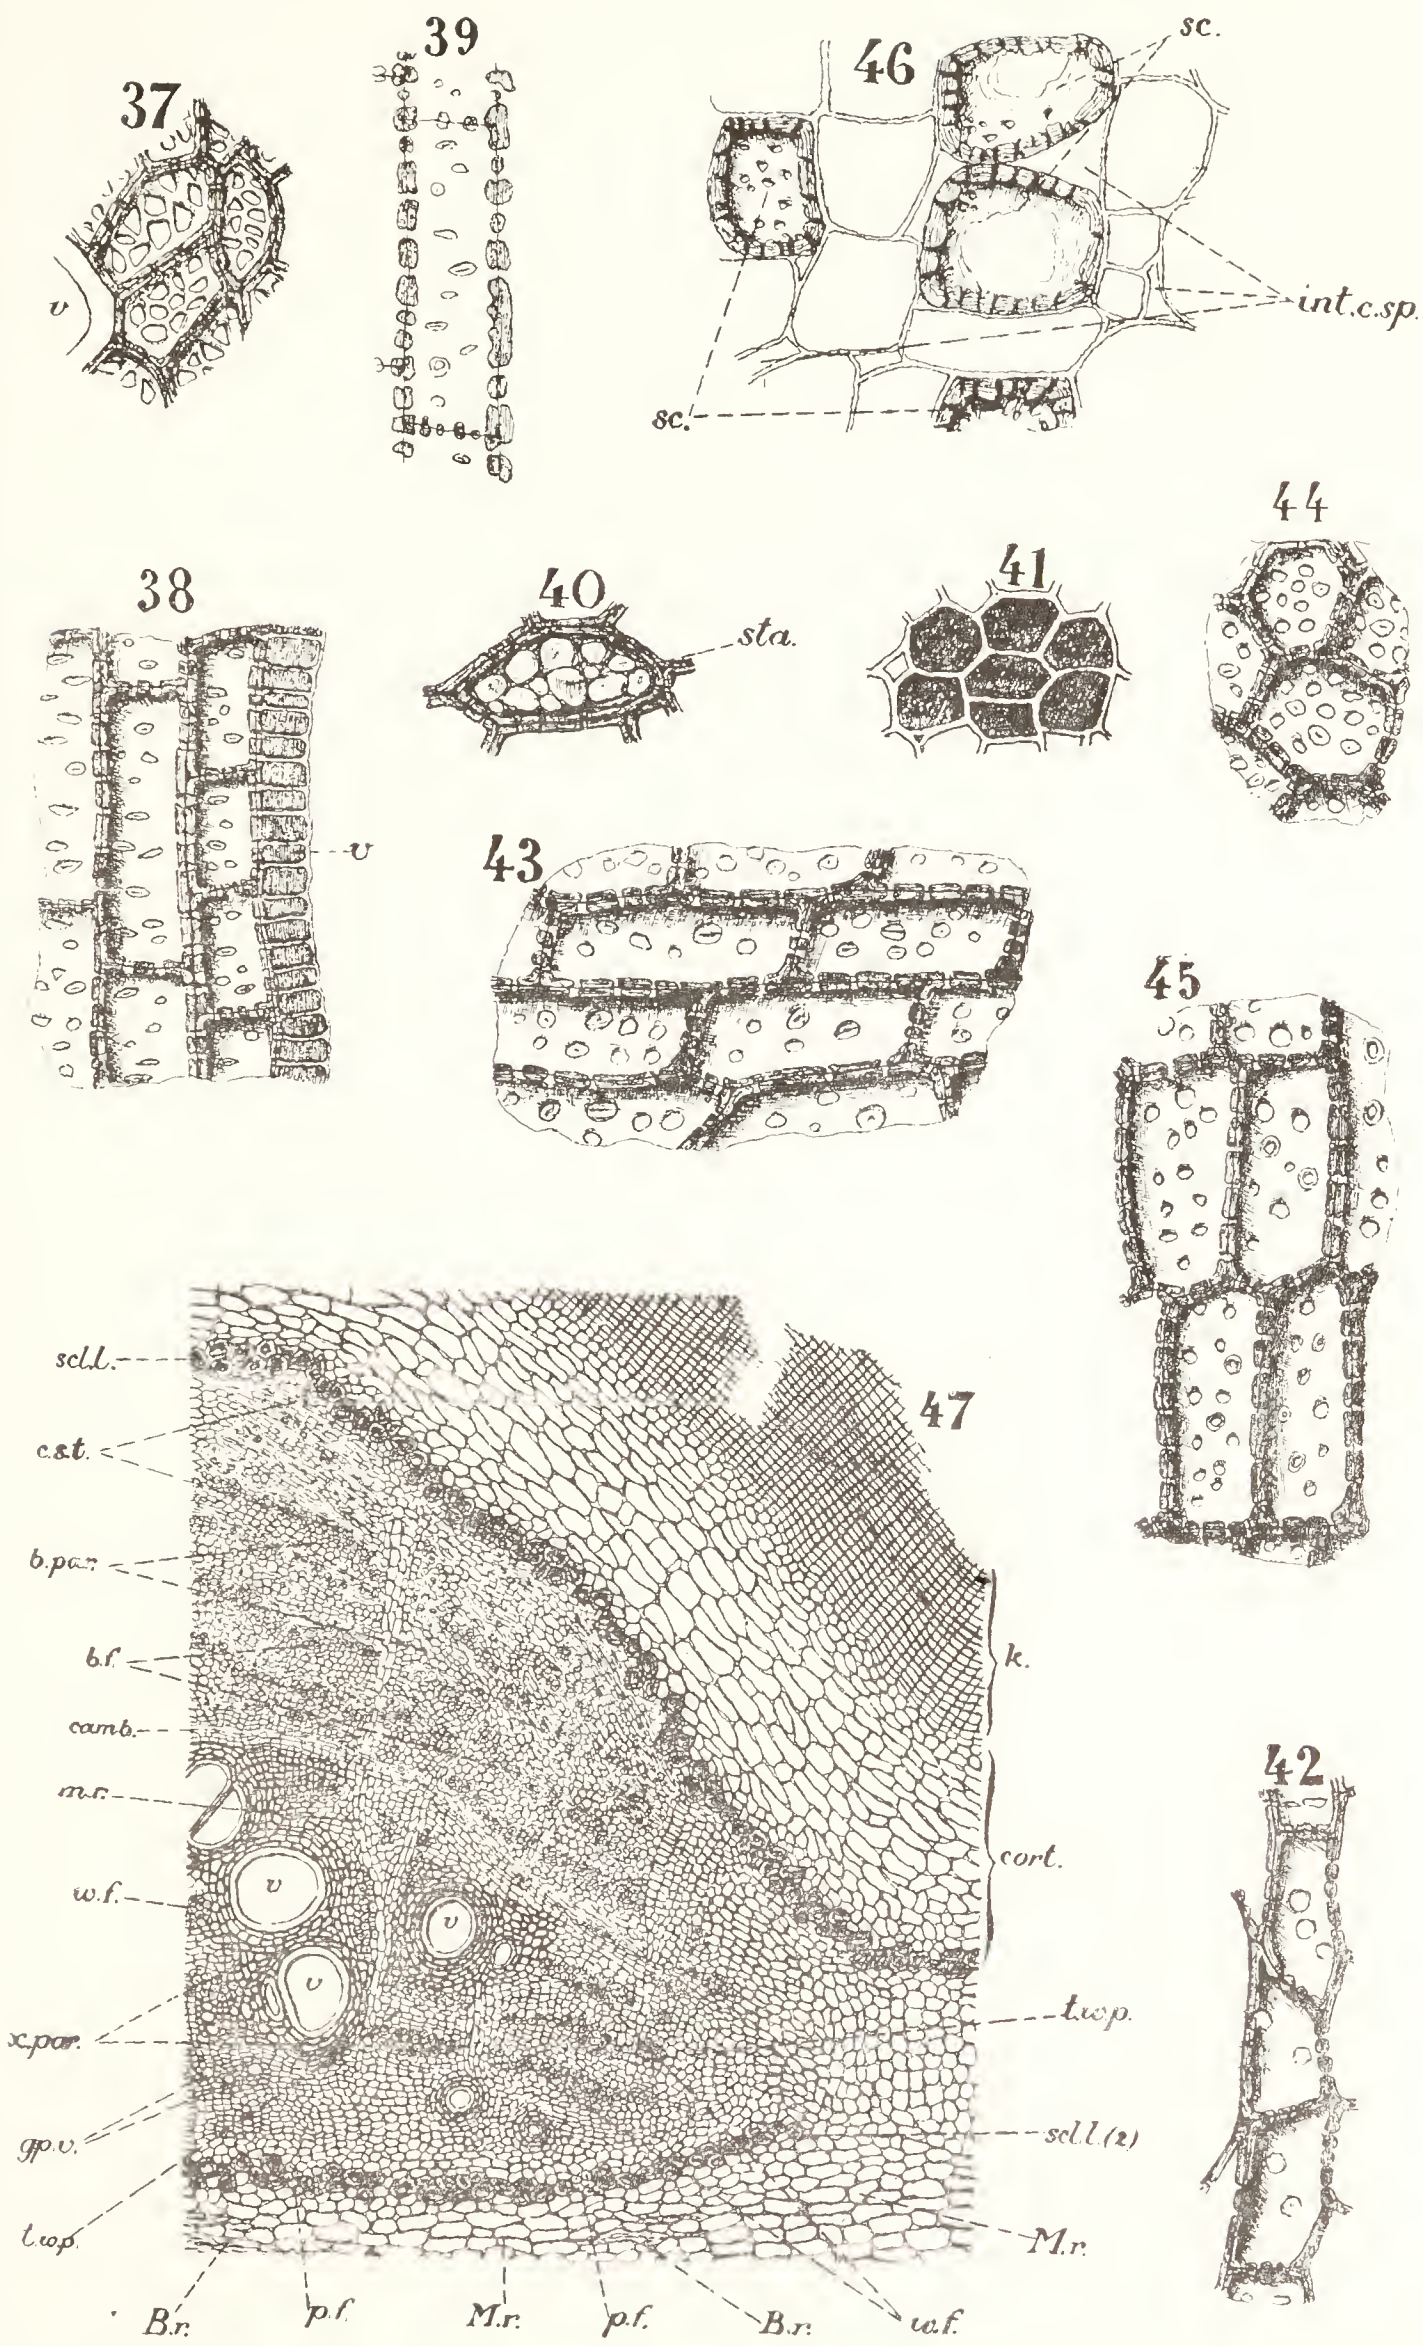 39
sc.
46
37
v
int.c.sp.
sc.
44
38
40
41
sta.
v
43
45
scl.l.
47
c.s.t.
b.par.
b.f.
k.
camb.
42
m.r.
cort.
w.f.
v
v
v
x.par.
t.w.p.
gp.v.
scl.l.(2)
t.w.p.
M.r.
B.r.
p.f.
M.r.
p.f.
B.r.
w.f.